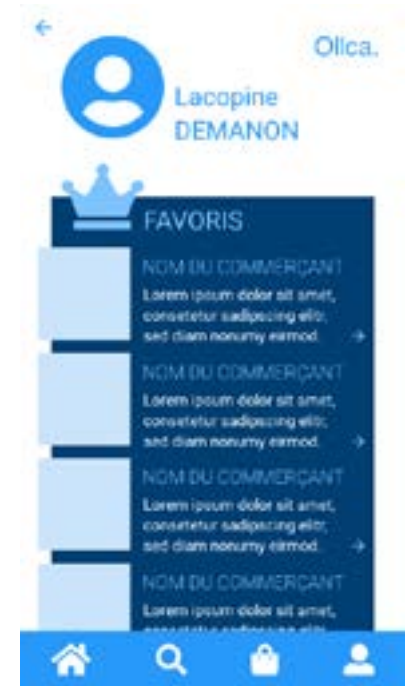 Olica.
Lacopine
DEMANON
FAVORIS
NOM DU COMMERÇANT
Lorem ipsum dolor sit amet,
consetetur sadipscing elitr,
sed diam nonumy eirmod.
NOM DU COMMERÇANT
Lorem ipsum dolor sit amet,
consetetur sadipscing elitr,
sed diam nonumy eirmod.
NOM DU COMMERÇANT
Lorem ipsum dolor sit amet,
consetetur sadipscing elitr,
sed diam nonumy eirmod.
NOM DU COMMERÇANT
Lorem ipsum dolor sit amet,